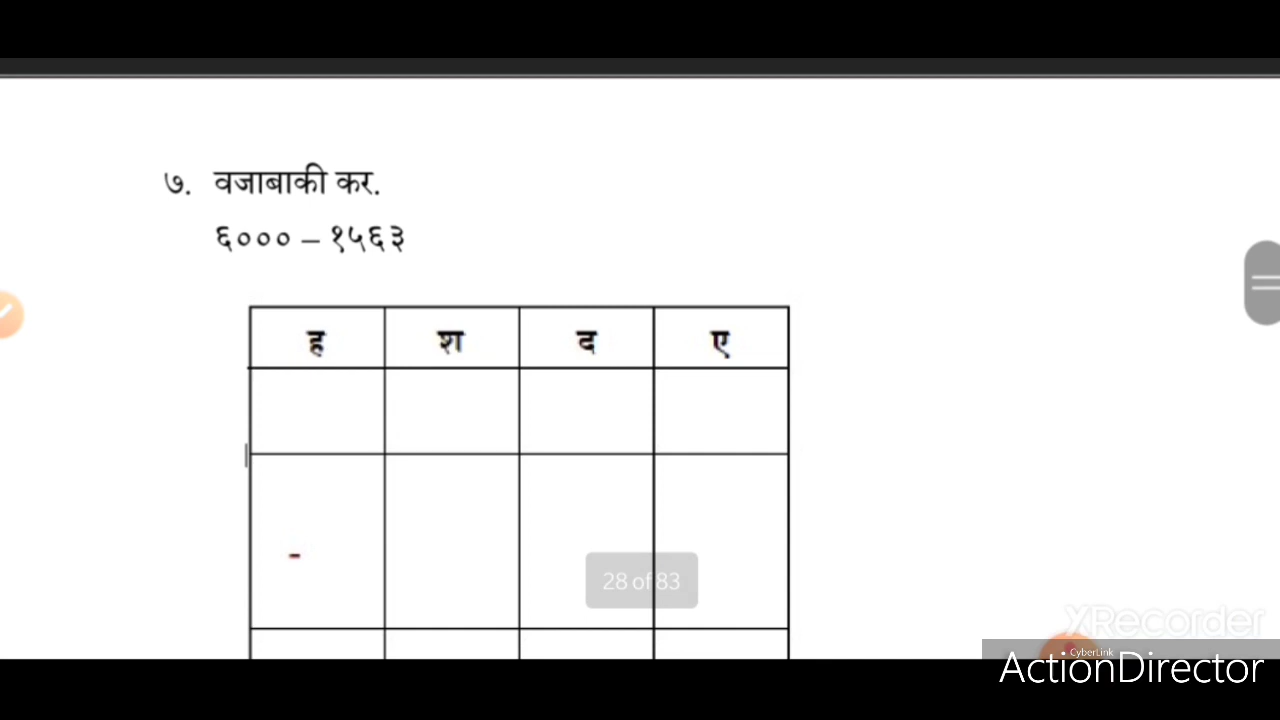 ७. वजाबाकी कर.
६००० – १५६३
ह श द ए
-
28 of 83
XRecorder
CyberLink
ActionDirector